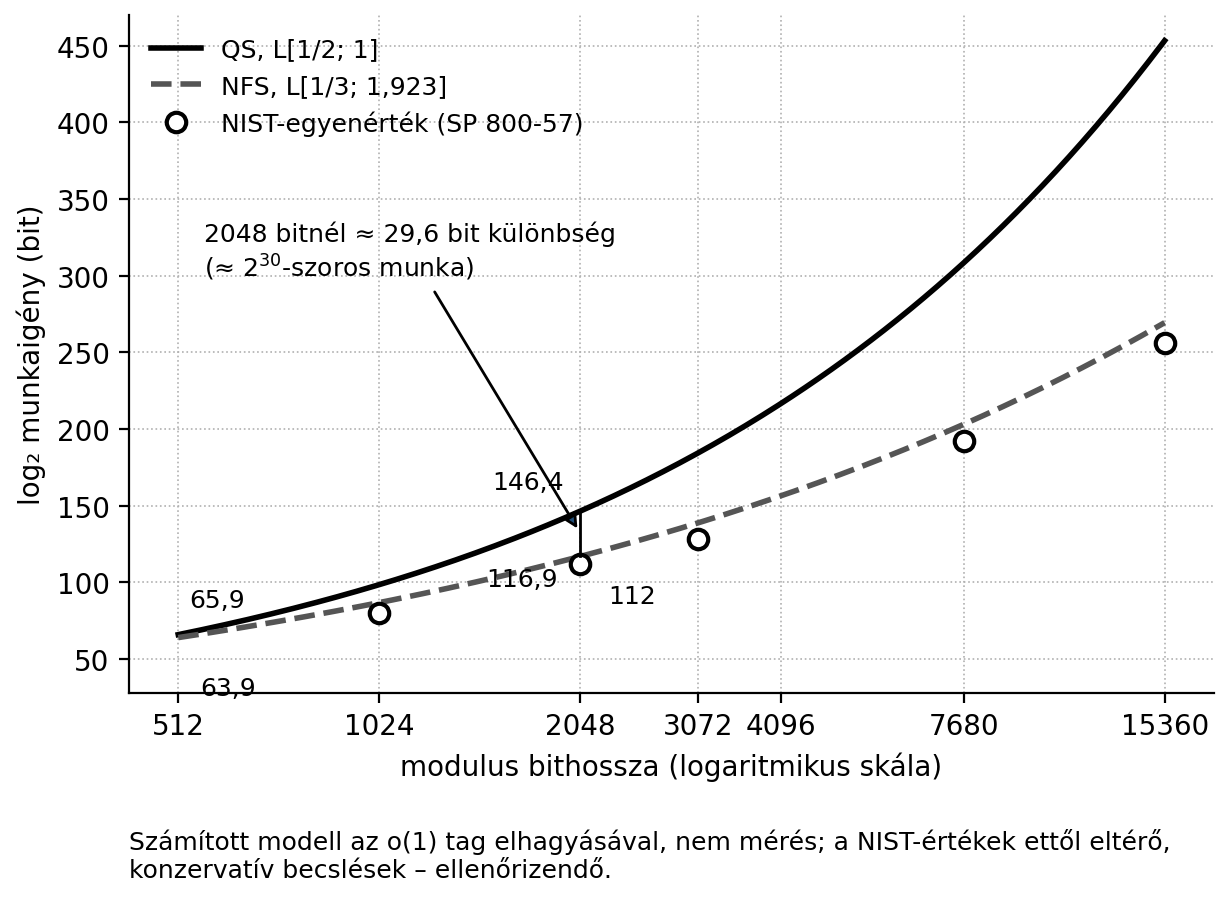 450
400
350
300
250
200
150
100
50
log₂ munkaigény (bit)
QS, L[1/2; 1]
NFS, L[1/3; 1,923]
NIST-egyenérték (SP 800-57)
2048 bitnél ≈ 29,6 bit különbség
(≈ 2³⁰-szoros munka)
146,4
116,9
112
65,9
63,9
512 1024 2048 3072 4096 7680 15360
modulus bithossza (logaritmikus skála)
Számított modell az o(1) tag elhagyásával, nem mérés; a NIST-értékek ettől eltérő,
konzervatív becslések – ellenőrizendő.